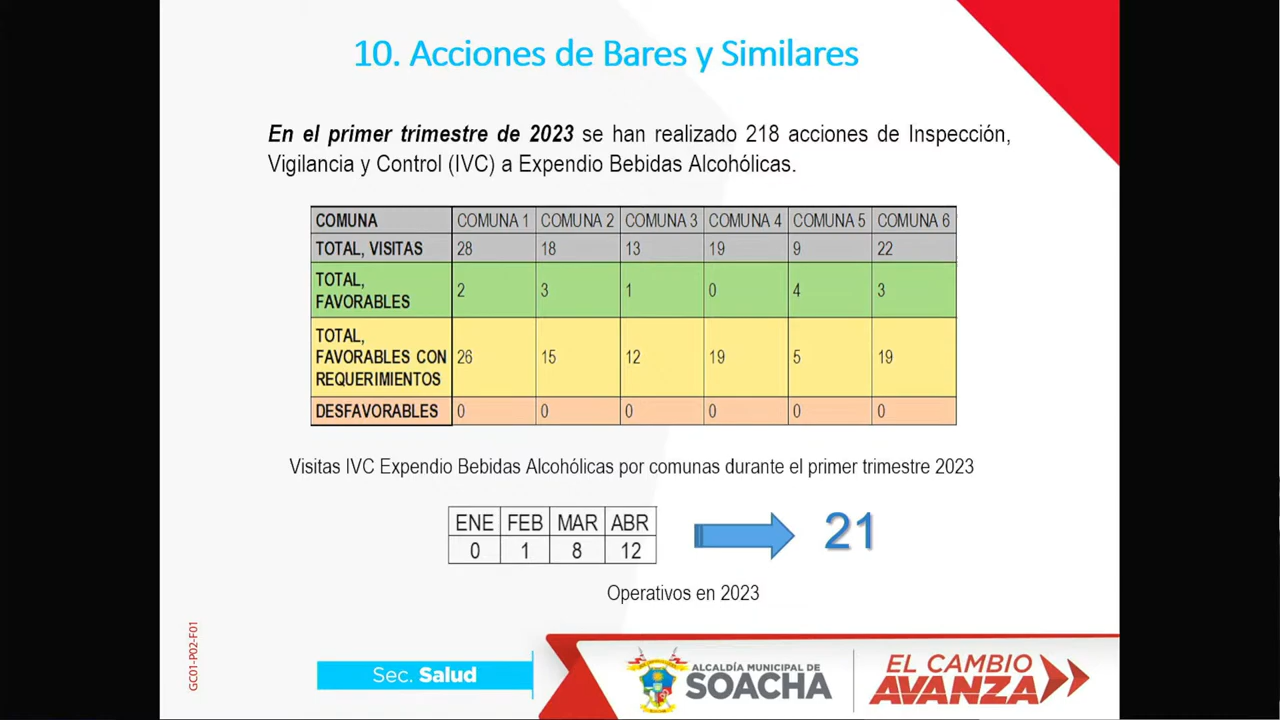 10. Acciones de Bares y Similares
En el primer trimestre de 2023 se han realizado 218 acciones de Inspección,
Vigilancia y Control (IVC) a Expendio Bebidas Alcohólicas.
COMUNA COMUNA 1 COMUNA 2 COMUNA 3 COMUNA 4 COMUNA 5 COMUNA 6
TOTAL, VISITAS 28 18 13 19 9 22
TOTAL,
FAVORABLES 2 3 1 0 4 3
TOTAL,
FAVORABLES CON 26 15 12 19 5 19
REQUERIMIENTOS
DESFAVORABLES 0 0 0 0 0 0
Visitas IVC Expendio Bebidas Alcohólicas por comunas durante el primer trimestre 2023
ENE FEB MAR ABR
0 1 8 12
21
Operativos en 2023
GC01-P02-F01
Sec. Salud
ALCALDÍA MUNICIPAL DE
SOACHA
EL CAMBIO
AVANZA